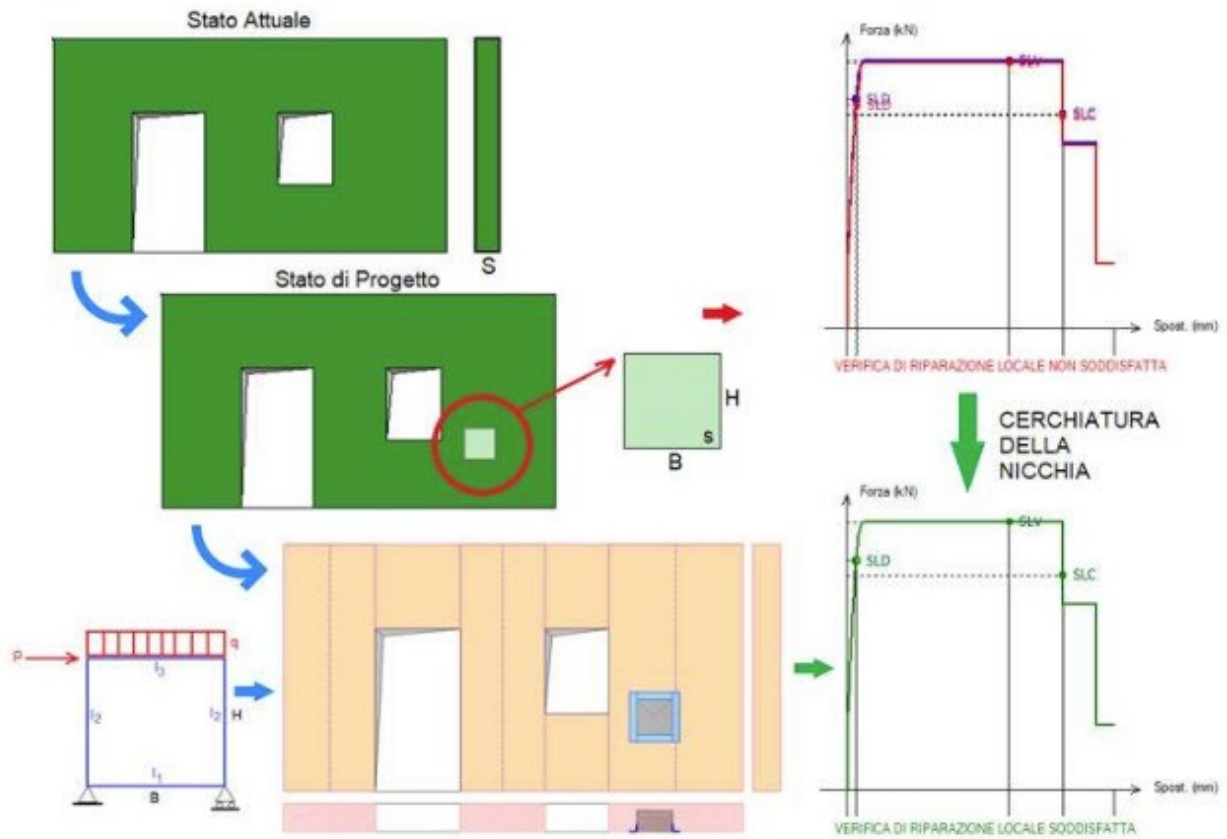 Stato Attuale
S
Stato di Progetto
H
s
B
Forza (kN)
SLV
SLD
SLD
SLC
Spost. (mm)
VERIFICA DI RIPARAZIONE LOCALE NON SODDISFATTA
CERCHIATURA
DELLA
NICCHIA
P
q
I3
I2
I2
H
I1
B
Forza (kN)
SLV
SLD
SLC
Spost. (mm)
VERIFICA DI RIPARAZIONE LOCALE SODDISFATTA